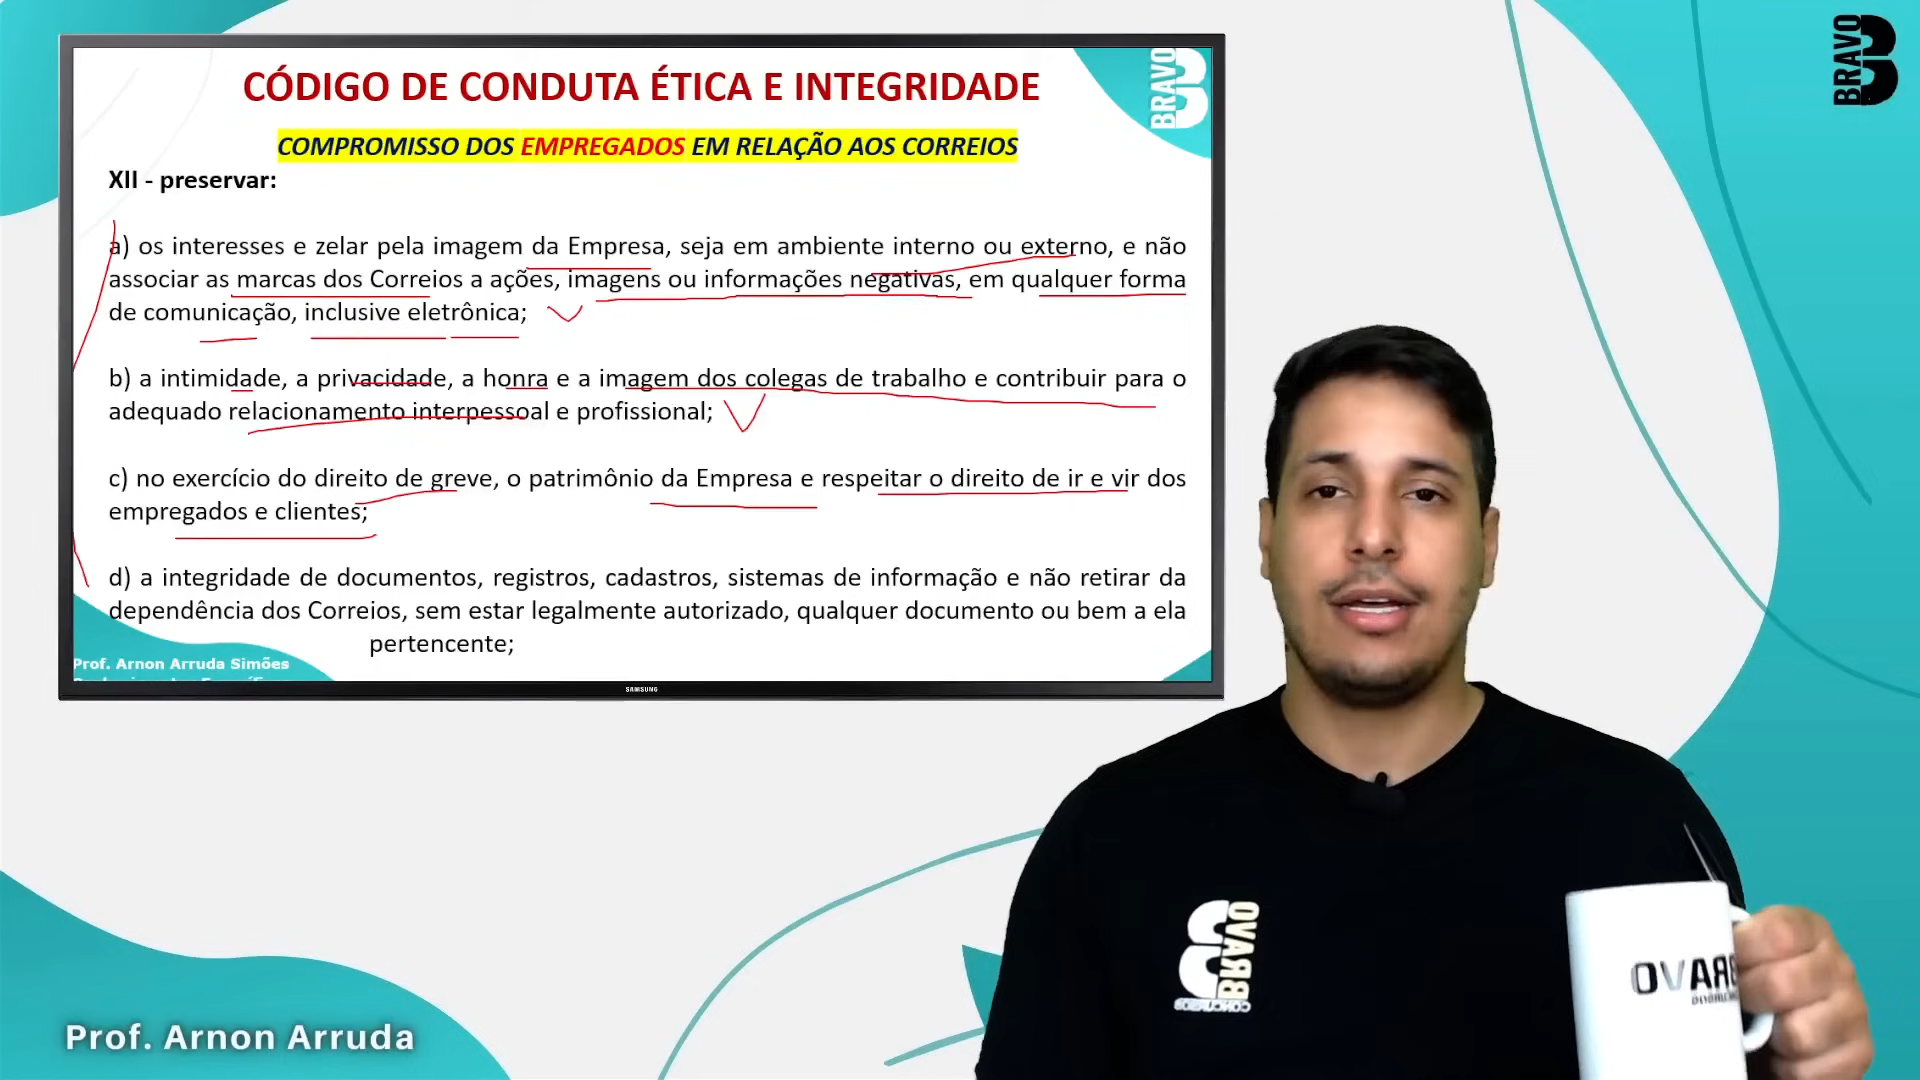 BRAVO
BRAVO
CÓDIGO DE CONDUTA ÉTICA E INTEGRIDADE
COMPROMISSO DOS EMPREGADOS EM RELAÇÃO AOS CORREIOS
XII - preservar:
a) os interesses e zelar pela imagem da Empresa, seja em ambiente interno ou externo, e não
associar as marcas dos Correios a ações, imagens ou informações negativas, em qualquer forma
de comunicação, inclusive eletrônica;
b) a intimidade, a privacidade, a honra e a imagem dos colegas de trabalho e contribuir para o
adequado relacionamento interpessoal e profissional;
c) no exercício do direito de greve, o patrimônio da Empresa e respeitar o direito de ir e vir dos
empregados e clientes;
d) a integridade de documentos, registros, cadastros, sistemas de informação e não retirar da
dependência dos Correios, sem estar legalmente autorizado, qualquer documento ou bem a ela
pertencente;
Prof. Arnon Arruda Simões
SAMSUNG
BRAVO
CONCURSOS
BRAVO
Prof. Arnon Arruda